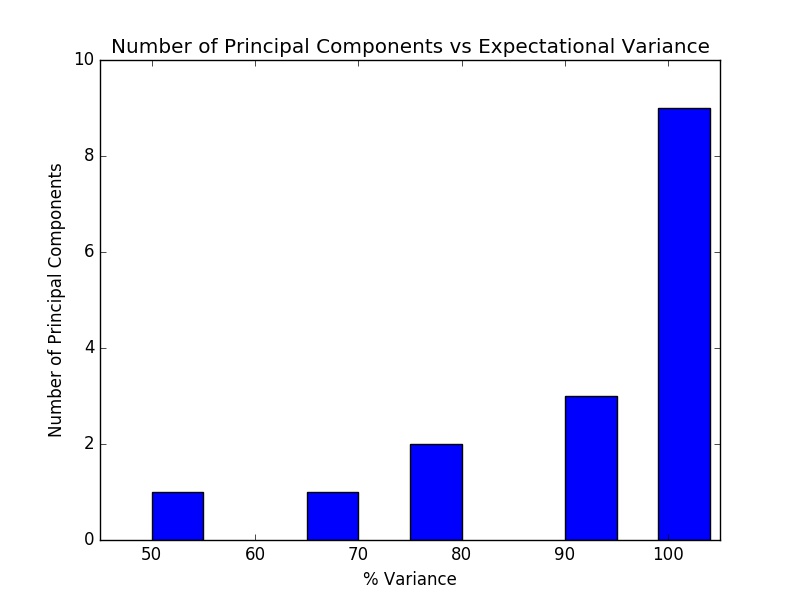 Number of Principal Components vs Expectational Variance
10
8
6
4
2
0
Number of Principal Components
50 60 70 80 90 100
% Variance